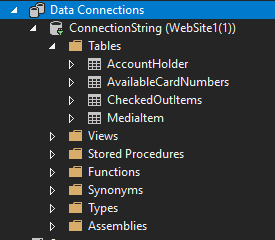 Data Connections
ConnectionString (WebSite1(1))
Tables
AccountHolder
AvailableCardNumbers
CheckedOutItems
MediaItem
Views
Stored Procedures
Functions
Synonyms
Types
Assemblies